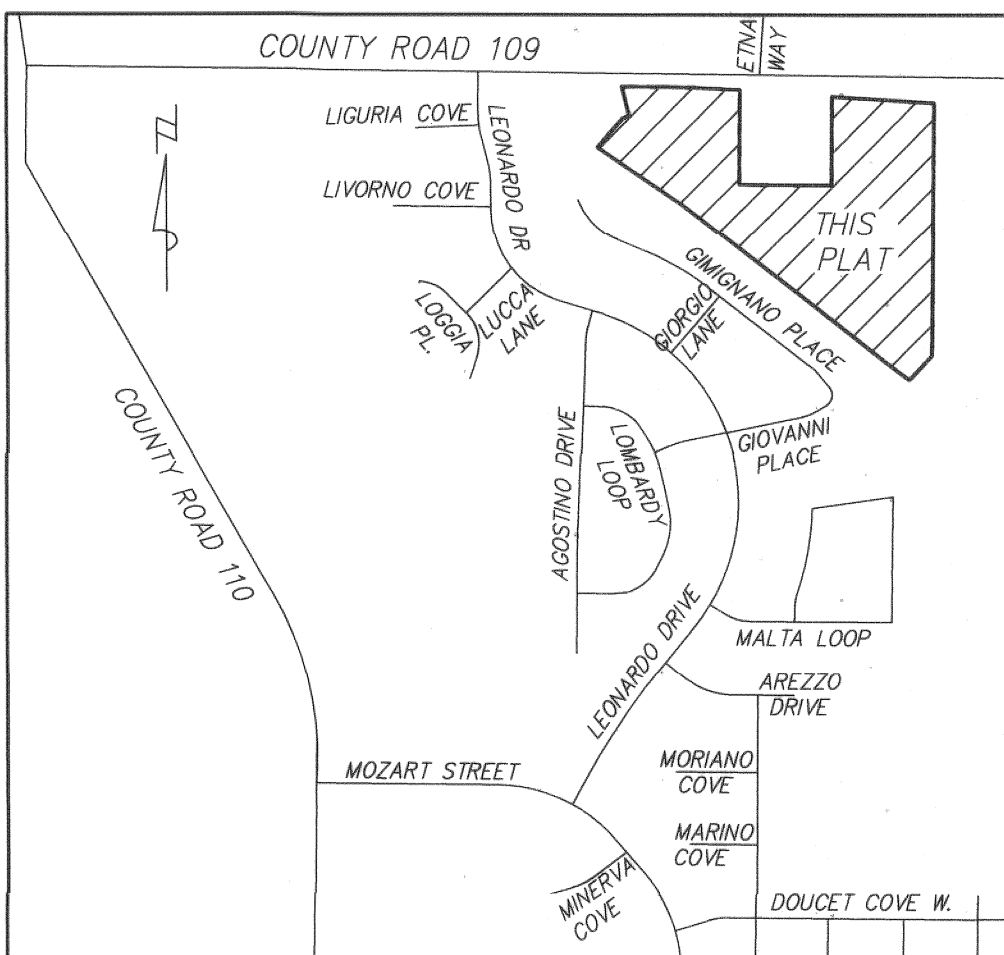 COUNTY ROAD 109
ETNA
WAY
LIGURIA COVE
LEONARDO DR
LIVORNO COVE
THIS
PLAT
GIMIGNANO PLACE
LOGGIA
PL.
LUCCA
LANE
GIORGIO
LANE
COUNTY ROAD 110
AGOSTINO DRIVE
LOMBARDY
LOOP
GIOVANNI
PLACE
LEONARDO DRIVE
MALTA LOOP
AREZZO
DRIVE
MOZART STREET
MORIANO
COVE
MARINO
COVE
MINERVA
COVE
DOUCET COVE W.